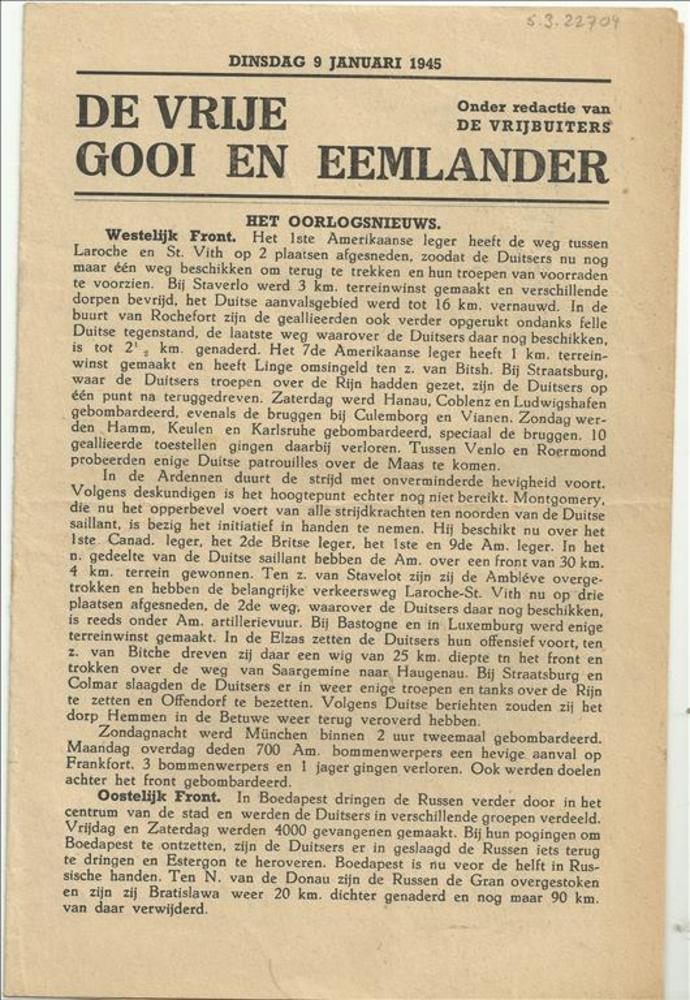 5.3.22704
DINSDAG 9 JANUARI 1945
DE VRIJE
GOOI EN EEMLANDER
Onder redactie van
DE VRIJBUITERS
HET OORLOGSNIEUWS.
Westelijk Front. Het 1ste Amerikaanse leger heeft de weg tussen
Laroche en St. Vith op 2 plaatsen afgesneden, zoodat de Duitsers nu nog
maar één weg beschikken om terug te trekken en hun troepen van voorraden
te voorzien. Bij Staverlo werd 3 km. terreinwinst gemaakt en verschillende
dorpen bevrijd, het Duitse aanvalsgebied werd tot 16 km. vernauwd. In de
buurt van Rochefort zijn de geallieerden ook verder opgerukt ondanks felle
Duitse tegenstand, de laatste weg waarover de Duitsers daar nog beschikken,
is tot 2½ km. genaderd. Het 7de Amerikaanse leger heeft 1 km. terrein-
winst gemaakt en heeft Linge omsingeld ten z. van Bitsh. Bij Straatsburg,
waar de Duitsers troepen over de Rijn hadden gezet, zijn de Duitsers op
één punt na teruggedreven. Zaterdag werd Hanau, Coblenz en Ludwigshafen
gebombardeerd, evenals de bruggen bij Culemborg en Vianen. Zondag wer-
den Hamm, Keulen en Karlsruhe gebombardeerd, speciaal de bruggen. 10
geallieerde toestellen gingen daarbij verloren. Tussen Venlo en Roermond
probeerden enige Duitse patrouilles over de Maas te komen.
In de Ardennen duurt de strijd met onverminderde hevigheid voort.
Volgens deskundigen is het hoogtepunt echter nog niet bereikt. Montgomery,
die nu het opperbevel voert van alle strijdkrachten ten noorden van de Duitse
saillant, is bezig het initiatief in handen te nemen. Hij beschikt nu over het
1ste Canad. leger, het 2de Britse leger, het 1ste en 9de Am. leger. In het
n. gedeelte van de Duitse saillant hebben de Am. over een front van 30 km.
4 km. terrein gewonnen. Ten z. van Stavelot zijn zij de Ambléve overge-
trokken en hebben de belangrijke verkeersweg Laroche-St. Vith nu op drie
plaatsen afgesneden, de 2de weg, waarover de Duitsers daar nog beschikken,
is reeds onder Am. artillerievuur. Bij Bastogne en in Luxemburg werd enige
terreinwinst gemaakt. In de Elzas zetten de Duitsers hun offensief voort, ten
z. van Bitche dreven zij daar een wig van 25 km. diepte tn het front en
trokken over de weg van Saargemine naar Haugenau. Bij Straatsburg en
Colmar slaagden de Duitsers er in weer enige troepen en tanks over de Rijn
te zetten en Offendorf te bezetten. Volgens Duitse beriehten zouden zij het
dorp Hemmen in de Betuwe weer terug veroverd hebben.
Zondagnacht werd München binnen 2 uur tweemaal gebombardeerd.
Maandag overdag deden 700 Am. bommenwerpers een hevige aanval op
Frankfort. 3 bommenwerpers en 1 jager gingen verloren. Ook werden doelen
achter het front gebombardeerd.
Oostelijk Front. In Boedapest dringen de Russen verder door in het
centrum van de stad en werden de Duitsers in verschillende groepen verdeeld.
Vrijdag en Zaterdag werden 4000 gevangenen gemaakt. Bij hun pogingen om
Boedapest te ontzetten, zijn de Duitsers er in geslaagd de Russen iets terug
te dringen en Estergon te heroveren. Boedapest is nu veor de helft in Rus-
sische handen. Ten N. van de Donau zijn de Russen de Gran overgestoken
en zijn zij Bratislawa weer 20 km. dichter genaderd en nog maar 90 km.
van daar verwijderd.